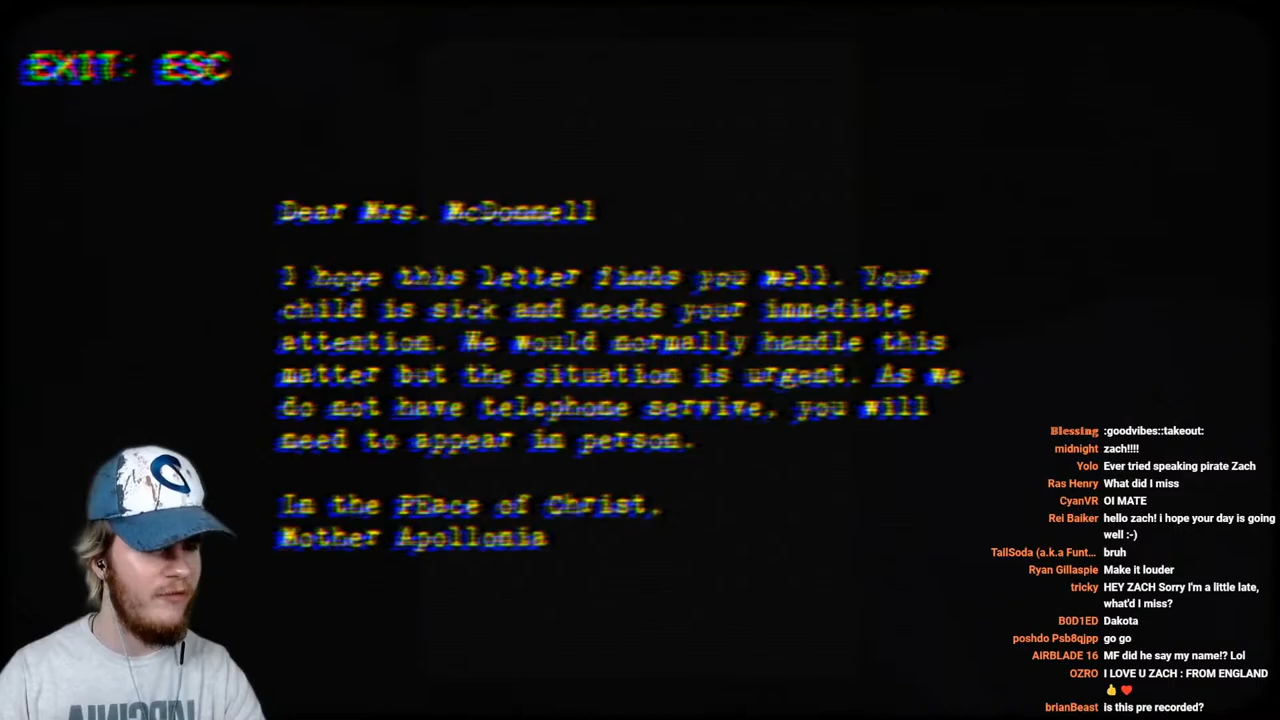 EXIT: ESC
Dear Mrs. McDonnell
I hope this letter finds you well. Your
child is sick and needs your immediate
attention. We would normally handle this
matter but the situation is urgent. As we
do not have telephone servive, you will
need to appear in person.
In the PEace of Christ,
Mother Apollonia
Blessing :goodvibes::takeout:
midnight zach!!!!
Yolo Ever tried speaking pirate Zach
Ras Henry What did I miss
CyanVR OI MATE
Rei Baiker hello zach! i hope your day is going
well :-)
TailSoda (a.k.a Funt... bruh
Ryan Gillaspie Make it louder
tricky HEY ZACH Sorry I'm a little late,
what'd I miss?
B0D1ED Dakota
poshdo Psb8qjpp go go
AIRBLADE 16 MF did he say my name!? Lol
OZRO I LOVE U ZACH : FROM ENGLAND
👍 ❤️
brianBeast is this pre recorded?